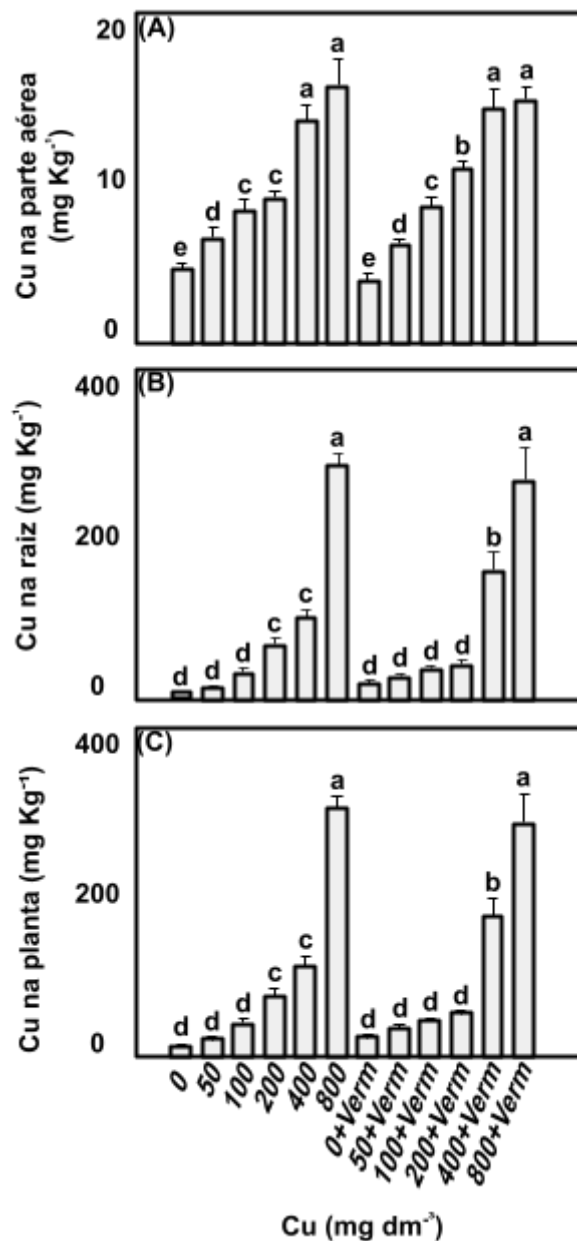 (A)
20
10
0
Cu na parte aérea
(mg Kg⁻¹)
e
d
c
c
a
a
e
d
c
b
a
a
(B)
400
200
0
Cu na raiz (mg Kg⁻¹)
d
d
d
c
c
a
d
d
d
d
b
a
(C)
400
200
0
Cu na planta (mg Kg⁻¹)
d
d
d
c
c
a
d
d
d
d
b
a
0
50
100
200
400
800
0+Verm
50+Verm
100+Verm
200+Verm
400+Verm
800+Verm
Cu (mg dm⁻³)